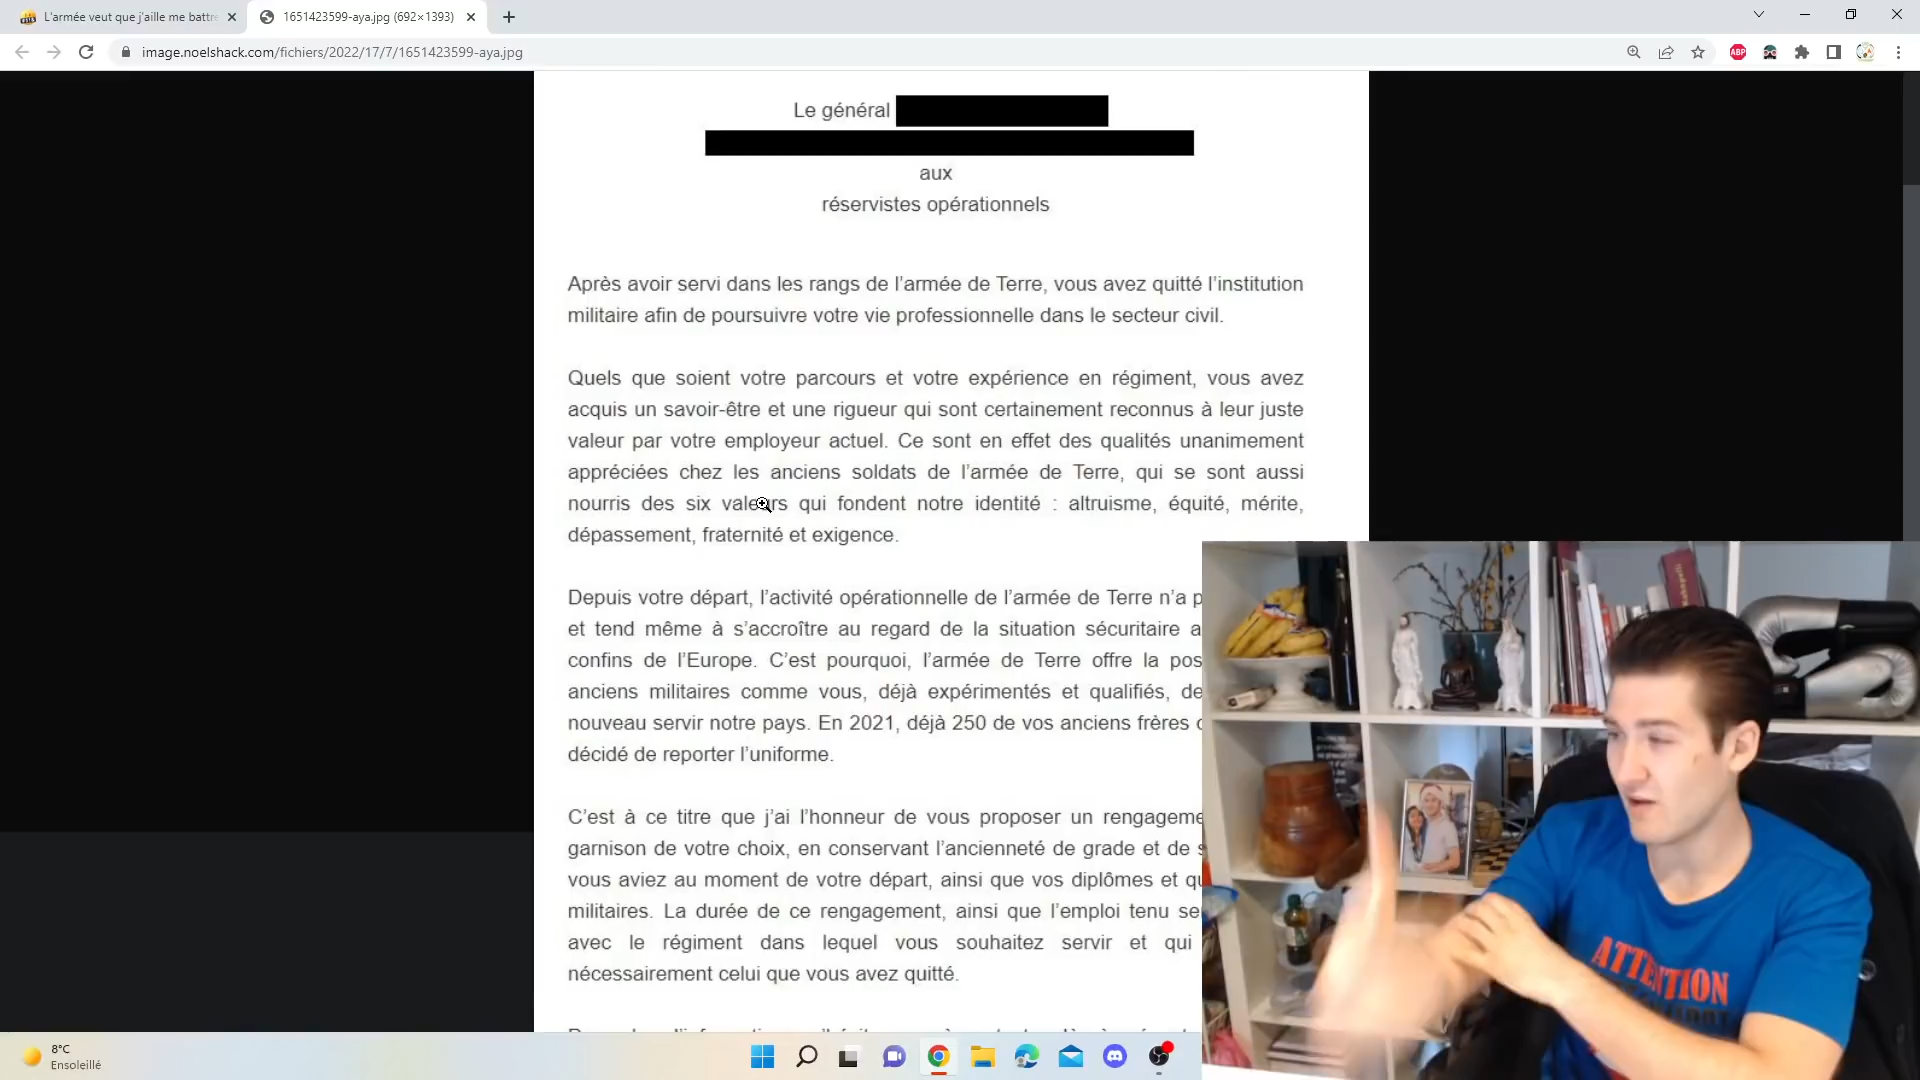 L'armée veut que j'aille me battr
1651423599-aya.jpg (692×1393)
image.noelshack.com/fichiers/2022/17/7/1651423599-aya.jpg
ABP
Le général
aux
réservistes opérationnels
Après avoir servi dans les rangs de l'armée de Terre, vous avez quitté l'institution
militaire afin de poursuivre votre vie professionnelle dans le secteur civil.
Quels que soient votre parcours et votre expérience en régiment, vous avez
acquis un savoir-être et une rigueur qui sont certainement reconnus à leur juste
valeur par votre employeur actuel. Ce sont en effet des qualités unanimement
appréciées chez les anciens soldats de l'armée de Terre, qui se sont aussi
nourris des six valeurs qui fondent notre identité : altruisme, équité, mérite,
dépassement, fraternité et exigence.
Depuis votre départ, l'activité opérationnelle de l'armée de Terre n'a p
et tend même à s'accroître au regard de la situation sécuritaire a
confins de l'Europe. C'est pourquoi, l'armée de Terre offre la pos
anciens militaires comme vous, déjà expérimentés et qualifiés, de
nouveau servir notre pays. En 2021, déjà 250 de vos anciens frères
décidé de reporter l'uniforme.
C'est à ce titre que j'ai l'honneur de vous proposer un rengageme
garnison de votre choix, en conservant l'ancienneté de grade et de s
vous aviez au moment de votre départ, ainsi que vos diplômes et qu
militaires. La durée de ce rengagement, ainsi que l'emploi tenu se
avec le régiment dans lequel vous souhaitez servir et qui
nécessairement celui que vous avez quitté.
ATTENTION
8°C
Ensoleillé